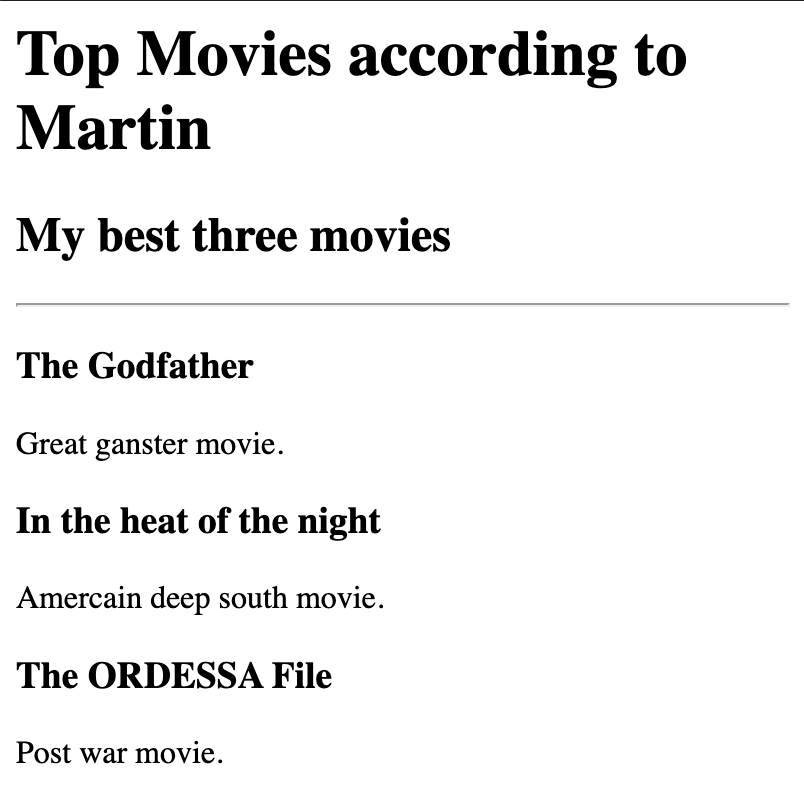 Top Movies according to
Martin
My best three movies
The Godfather
Great ganster movie.
In the heat of the night
Amercain deep south movie.
The ORDESSA File
Post war movie.